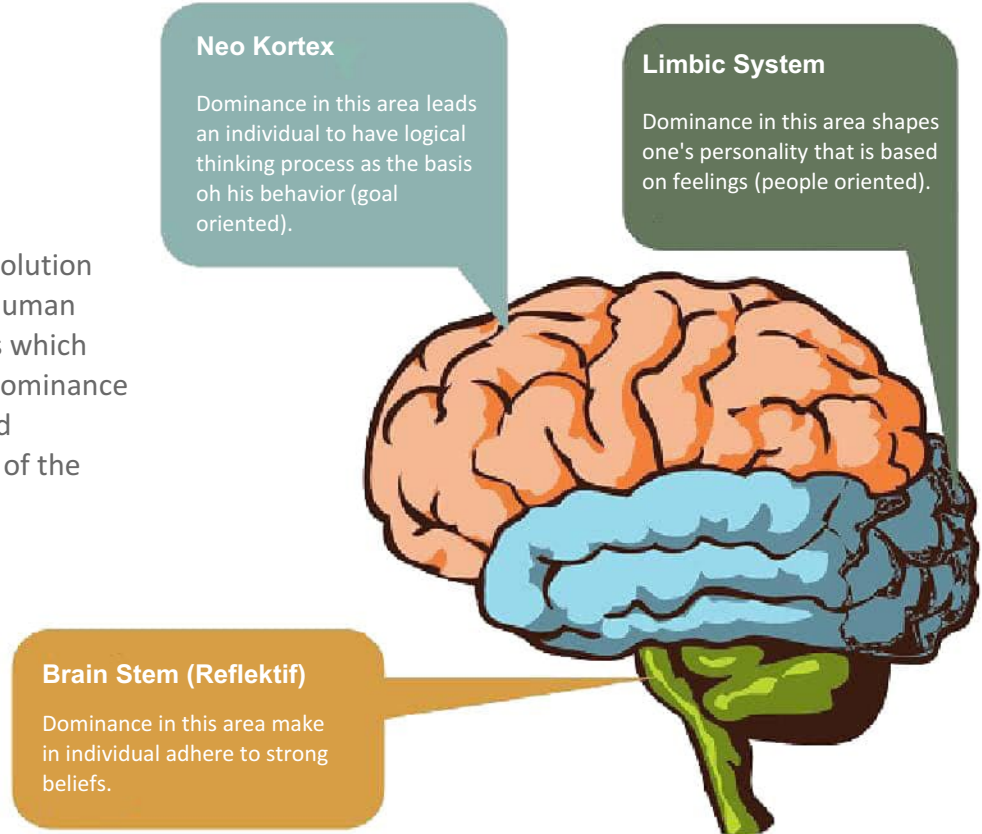 Neo Kortex
Dominance in this area leads
an individual to have logical
thinking process as the basis
oh his behavior (goal
oriented).
Limbic System
Dominance in this area shapes
one's personality that is based
on feelings (people oriented).
olution
uman
s which
ominance
d
of the
Brain Stem (Reflektif)
Dominance in this area make
in individual adhere to strong
beliefs.